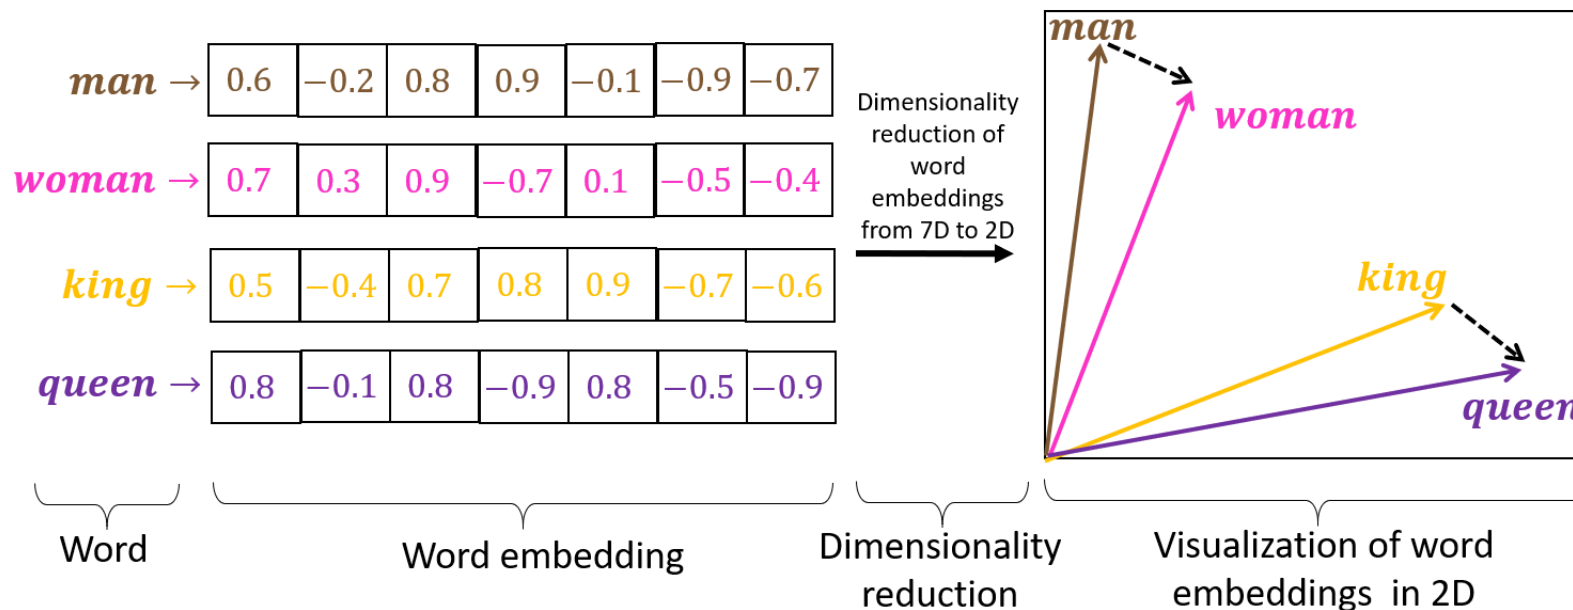 man → 0.6 −0.2 0.8 0.9 −0.1 −0.9 −0.7
woman → 0.7 0.3 0.9 −0.7 0.1 −0.5 −0.4
king → 0.5 −0.4 0.7 0.8 0.9 −0.7 −0.6
queen → 0.8 −0.1 0.8 −0.9 0.8 −0.5 −0.9
Dimensionality
reduction of
word
embeddings
from 7D to 2D
man
woman
king
queen
Word
Word embedding
Dimensionality
reduction
Visualization of word
embeddings in 2D